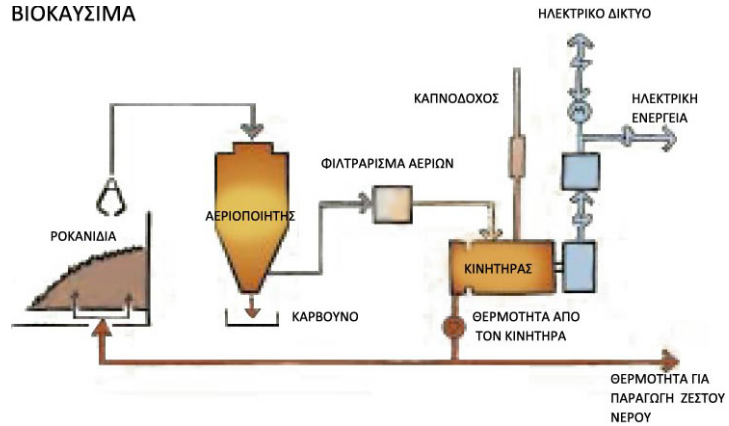 ΒΙΟΚΑΥΣΙΜΑ
ΗΛΕΚΤΡΙΚΟ ΔΙΚΤΥΟ
ΚΑΠΝΟΔΟΧΟΣ
ΗΛΕΚΤΡΙΚΗ
ΕΝΕΡΓΕΙΑ
ΦΙΛΤΡΑΡΙΣΜΑ ΑΕΡΙΩΝ
ΑΕΡΙΟΠΟΙΗΤΗΣ
ΡΟΚΑΝΙΔΙΑ
ΚΙΝΗΤΗΡΑΣ
ΚΑΡΒΟΥΝΟ
ΘΕΡΜΟΤΗΤΑ ΑΠΟ
ΤΟΝ ΚΙΝΗΤΗΡΑ
ΘΕΡΜΟΤΗΤΑ ΓΙΑ
ΠΑΡΑΓΩΓΗ ΖΕΣΤΟΥ
ΝΕΡΟΥ